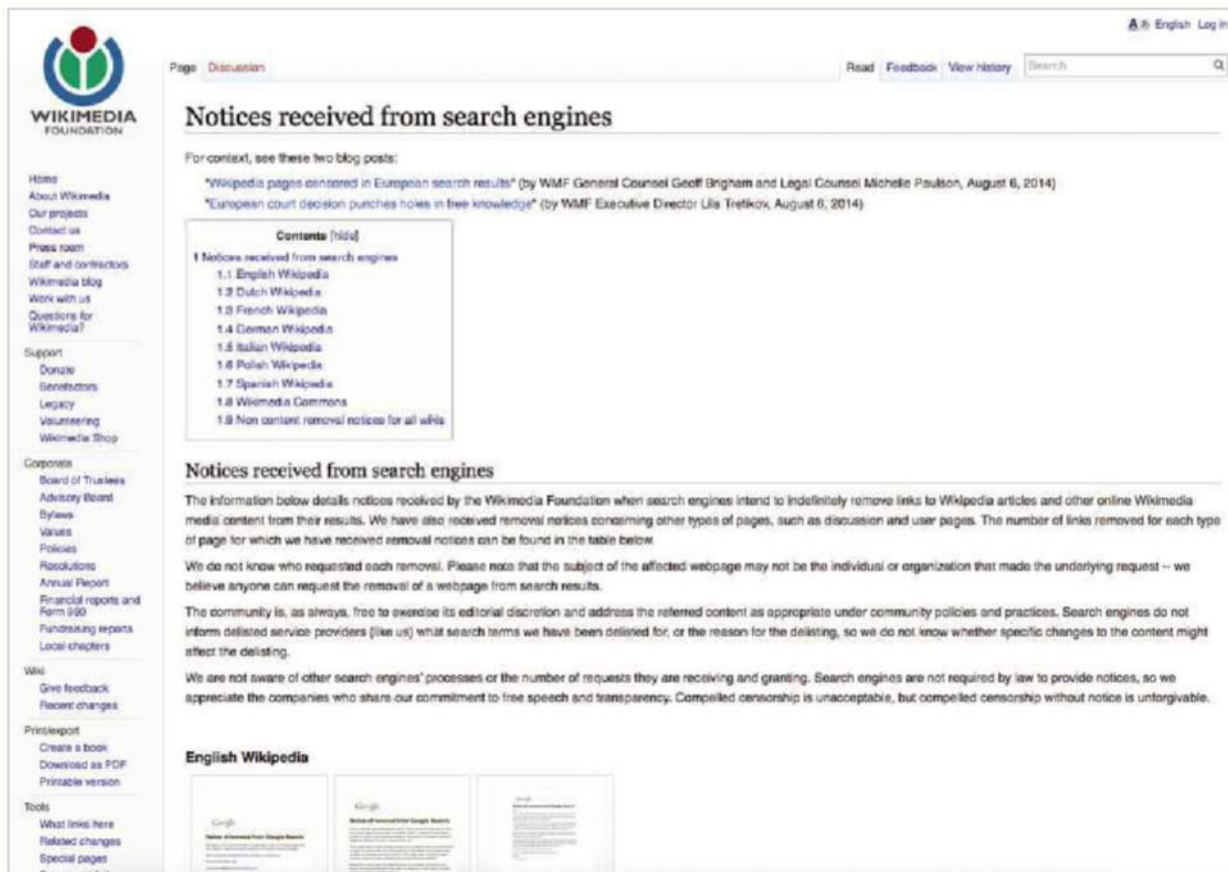 A あ English Log in
WIKIMEDIA
FOUNDATION
Page Discussion
Read Feedback View history Search
Notices received from search engines
For context, see these two blog posts:
"Wikipedia pages censored in European search results" (by WMF General Counsel Geoff Brigham and Legal Counsel Michelle Paulson, August 6, 2014)
"European court decision punches holes in free knowledge" (by WMF Executive Director Lila Tretikov, August 6, 2014)
Home
About Wikimedia
Our projects
Contact us
Press room
Staff and contractors
Wikimedia blog
Work with us
Questions for
Wikimedia?
Support
Donate
Benefactors
Legacy
Volunteering
Wikimedia Shop
Corporate
Board of Trustees
Advisory Board
Bylaws
Values
Policies
Resolutions
Annual Report
Financial reports and
Form 990
Fundraising reports
Local chapters
Wiki
Give feedback
Recent changes
Print/export
Create a book
Download as PDF
Printable version
Tools
What links here
Related changes
Special pages
Contents [hide]
1 Notices received from search engines
1.1 English Wikipedia
1.2 Dutch Wikipedia
1.3 French Wikipedia
1.4 German Wikipedia
1.5 Italian Wikipedia
1.6 Polish Wikipedia
1.7 Spanish Wikipedia
1.8 Wikimedia Commons
1.9 Non content removal notices for all wikis
Notices received from search engines
The information below details notices received by the Wikimedia Foundation when search engines intend to indefinitely remove links to Wikipedia articles and other online Wikimedia
media content from their results. We have also received removal notices concerning other types of pages, such as discussion and user pages. The number of links removed for each type
of page for which we have received removal notices can be found in the table below.
We do not know who requested each removal. Please note that the subject of the affected webpage may not be the individual or organization that made the underlying request -- we
believe anyone can request the removal of a webpage from search results.
The community is, as always, free to exercise its editorial discretion and address the referred content as appropriate under community policies and practices. Search engines do not
inform delisted service providers (like us) what search terms we have been delisted for, or the reason for the delisting, so we do not know whether specific changes to the content might
affect the delisting.
We are not aware of other search engines' processes or the number of requests they are receiving and granting. Search engines are not required by law to provide notices, so we
appreciate the companies who share our commitment to free speech and transparency. Compelled censorship is unacceptable, but compelled censorship without notice is unforgivable.
English Wikipedia
Google
Notice of removal from Google Search
Google
Notice of removal from Google Search